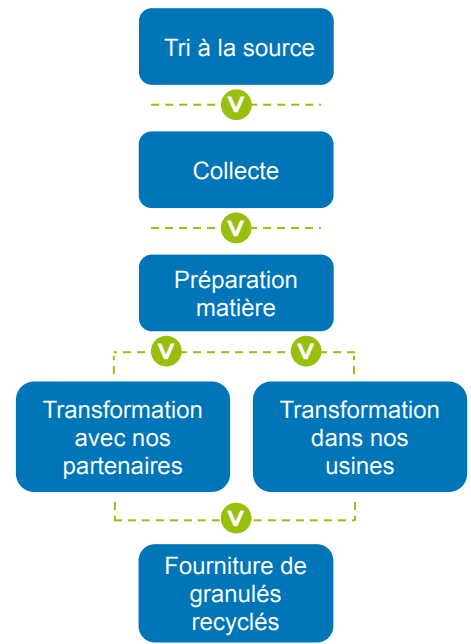 Tri à la source
V
Collecte
V
Préparation
matière
V V
Transformation
avec nos
partenaires
Transformation
dans nos
usines
V
Fourniture de
granulés
recyclés